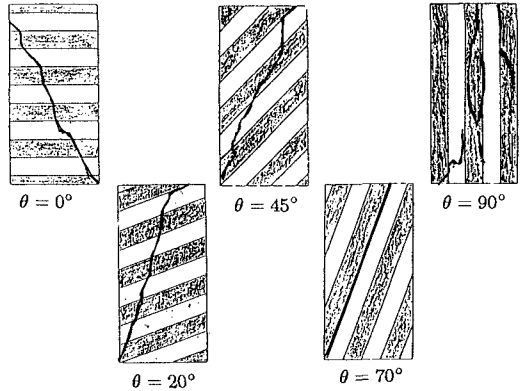 θ = 0°
θ = 45°
θ = 90°
θ = 20°
θ = 70°